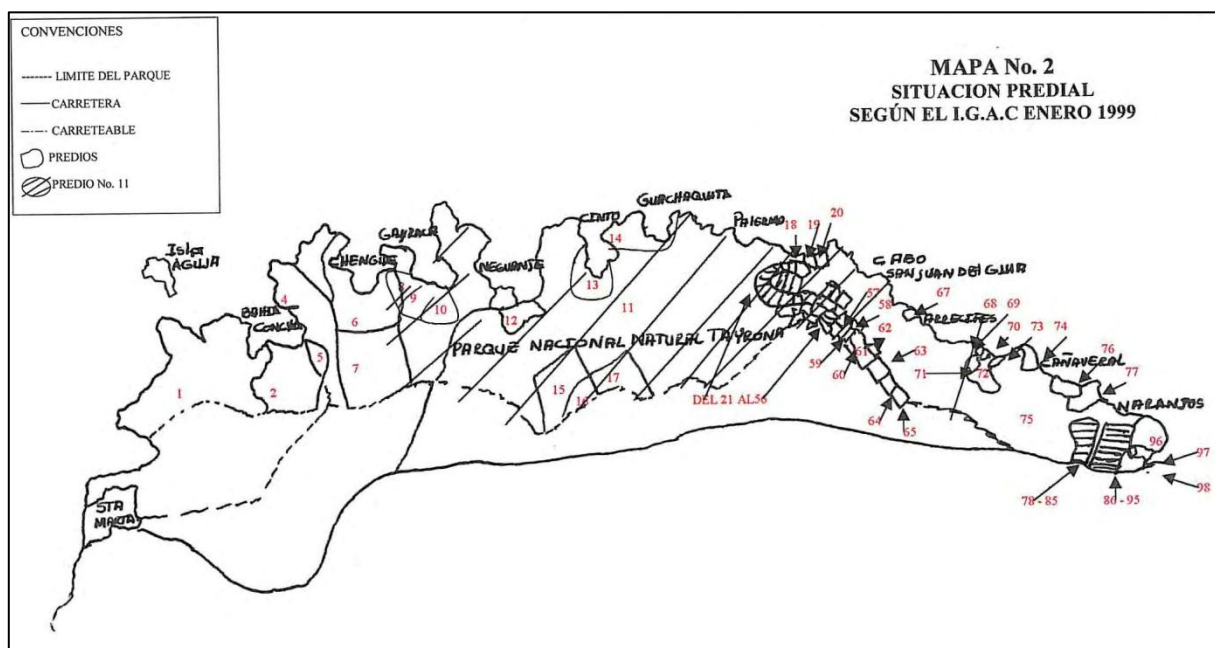 CONVENCIONES
LIMITE DEL PARQUE
CARRETERA
CARRETEABLE
PREDIOS
PREDIO No. 11
MAPA No. 2
SITUACION PREDIAL
SEGÚN EL I.G.A.C ENERO 1999
ISLA
AGUJA
BAHIA
CONCHA
CHENGUE
GAYRACA
NEGUANJE
CINTO
GUACHAQUITA
PALERMO
CABO
SAN JUAN DEL GUIA
ARRECIFES
CAÑAVERAL
NARANJOS
PARQUE NACIONAL NATURAL TAYRONA
STA
MARTA
1
2
4
5
6
7
8
9
10
11
12
13
14
15
16
17
18
19
20
DEL 21 AL 56
57
58
59
60
61
62
63
64
65
67
68
69
70
71
72
73
74
75
76
77
78 - 85
86 - 95
96
97
98